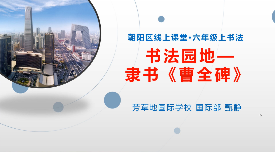 朝阳区线上课堂·六年级上书法
书法园地—
隶书《曹全碑》
芳草地国际学校 国际部 甄静